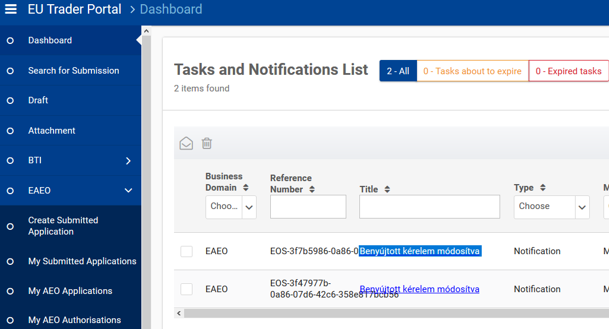 EU Trader Portal > Dashboard
Dashboard
Search for Submission
Draft
Attachment
BTI
EAEO
Create Submitted
Application
My Submitted Applications
My AEO Applications
My AEO Authorisations
Tasks and Notifications List
2 - All
0 - Tasks about to expire
0 - Expired tasks
2 items found
Business
Domain
Reference
Number
Title
Type
M
Choo...
Choose
EAEO
EOS-3f7b5986-0a86-0
Benyújtott kérelem módosítva
Notification
M
EAEO
EOS-3f47977b-
0a86-07d6-42c6-358e817bcb56
Benyújtott kérelem módosítva
Notification
M